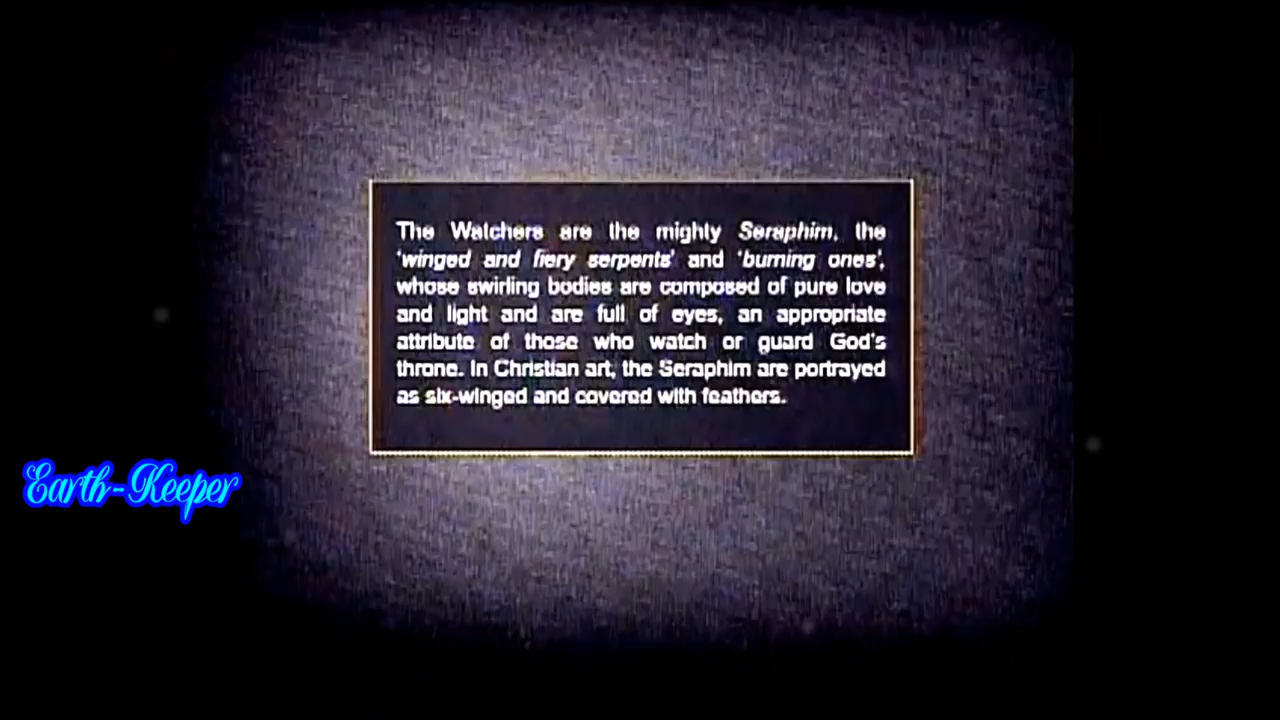 The Watchers are the mighty Seraphim, the
'winged and fiery serpents' and 'burning ones',
whose swirling bodies are composed of pure love
and light and are full of eyes, an appropriate
attribute of those who watch or guard God's
throne. In Christian art, the Seraphim are portrayed
as six-winged and covered with feathers.
Earth-Keeper